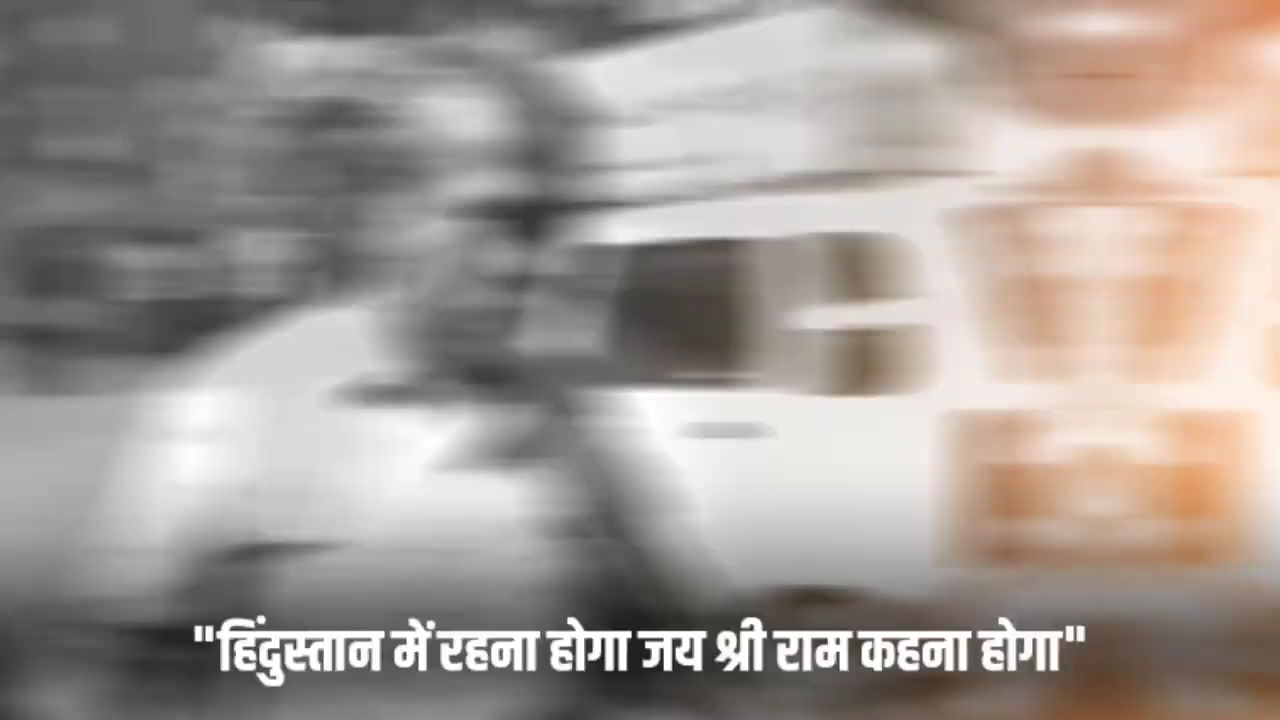 "हिंदुस्तान में रहना होगा जय श्री राम कहना होगा"